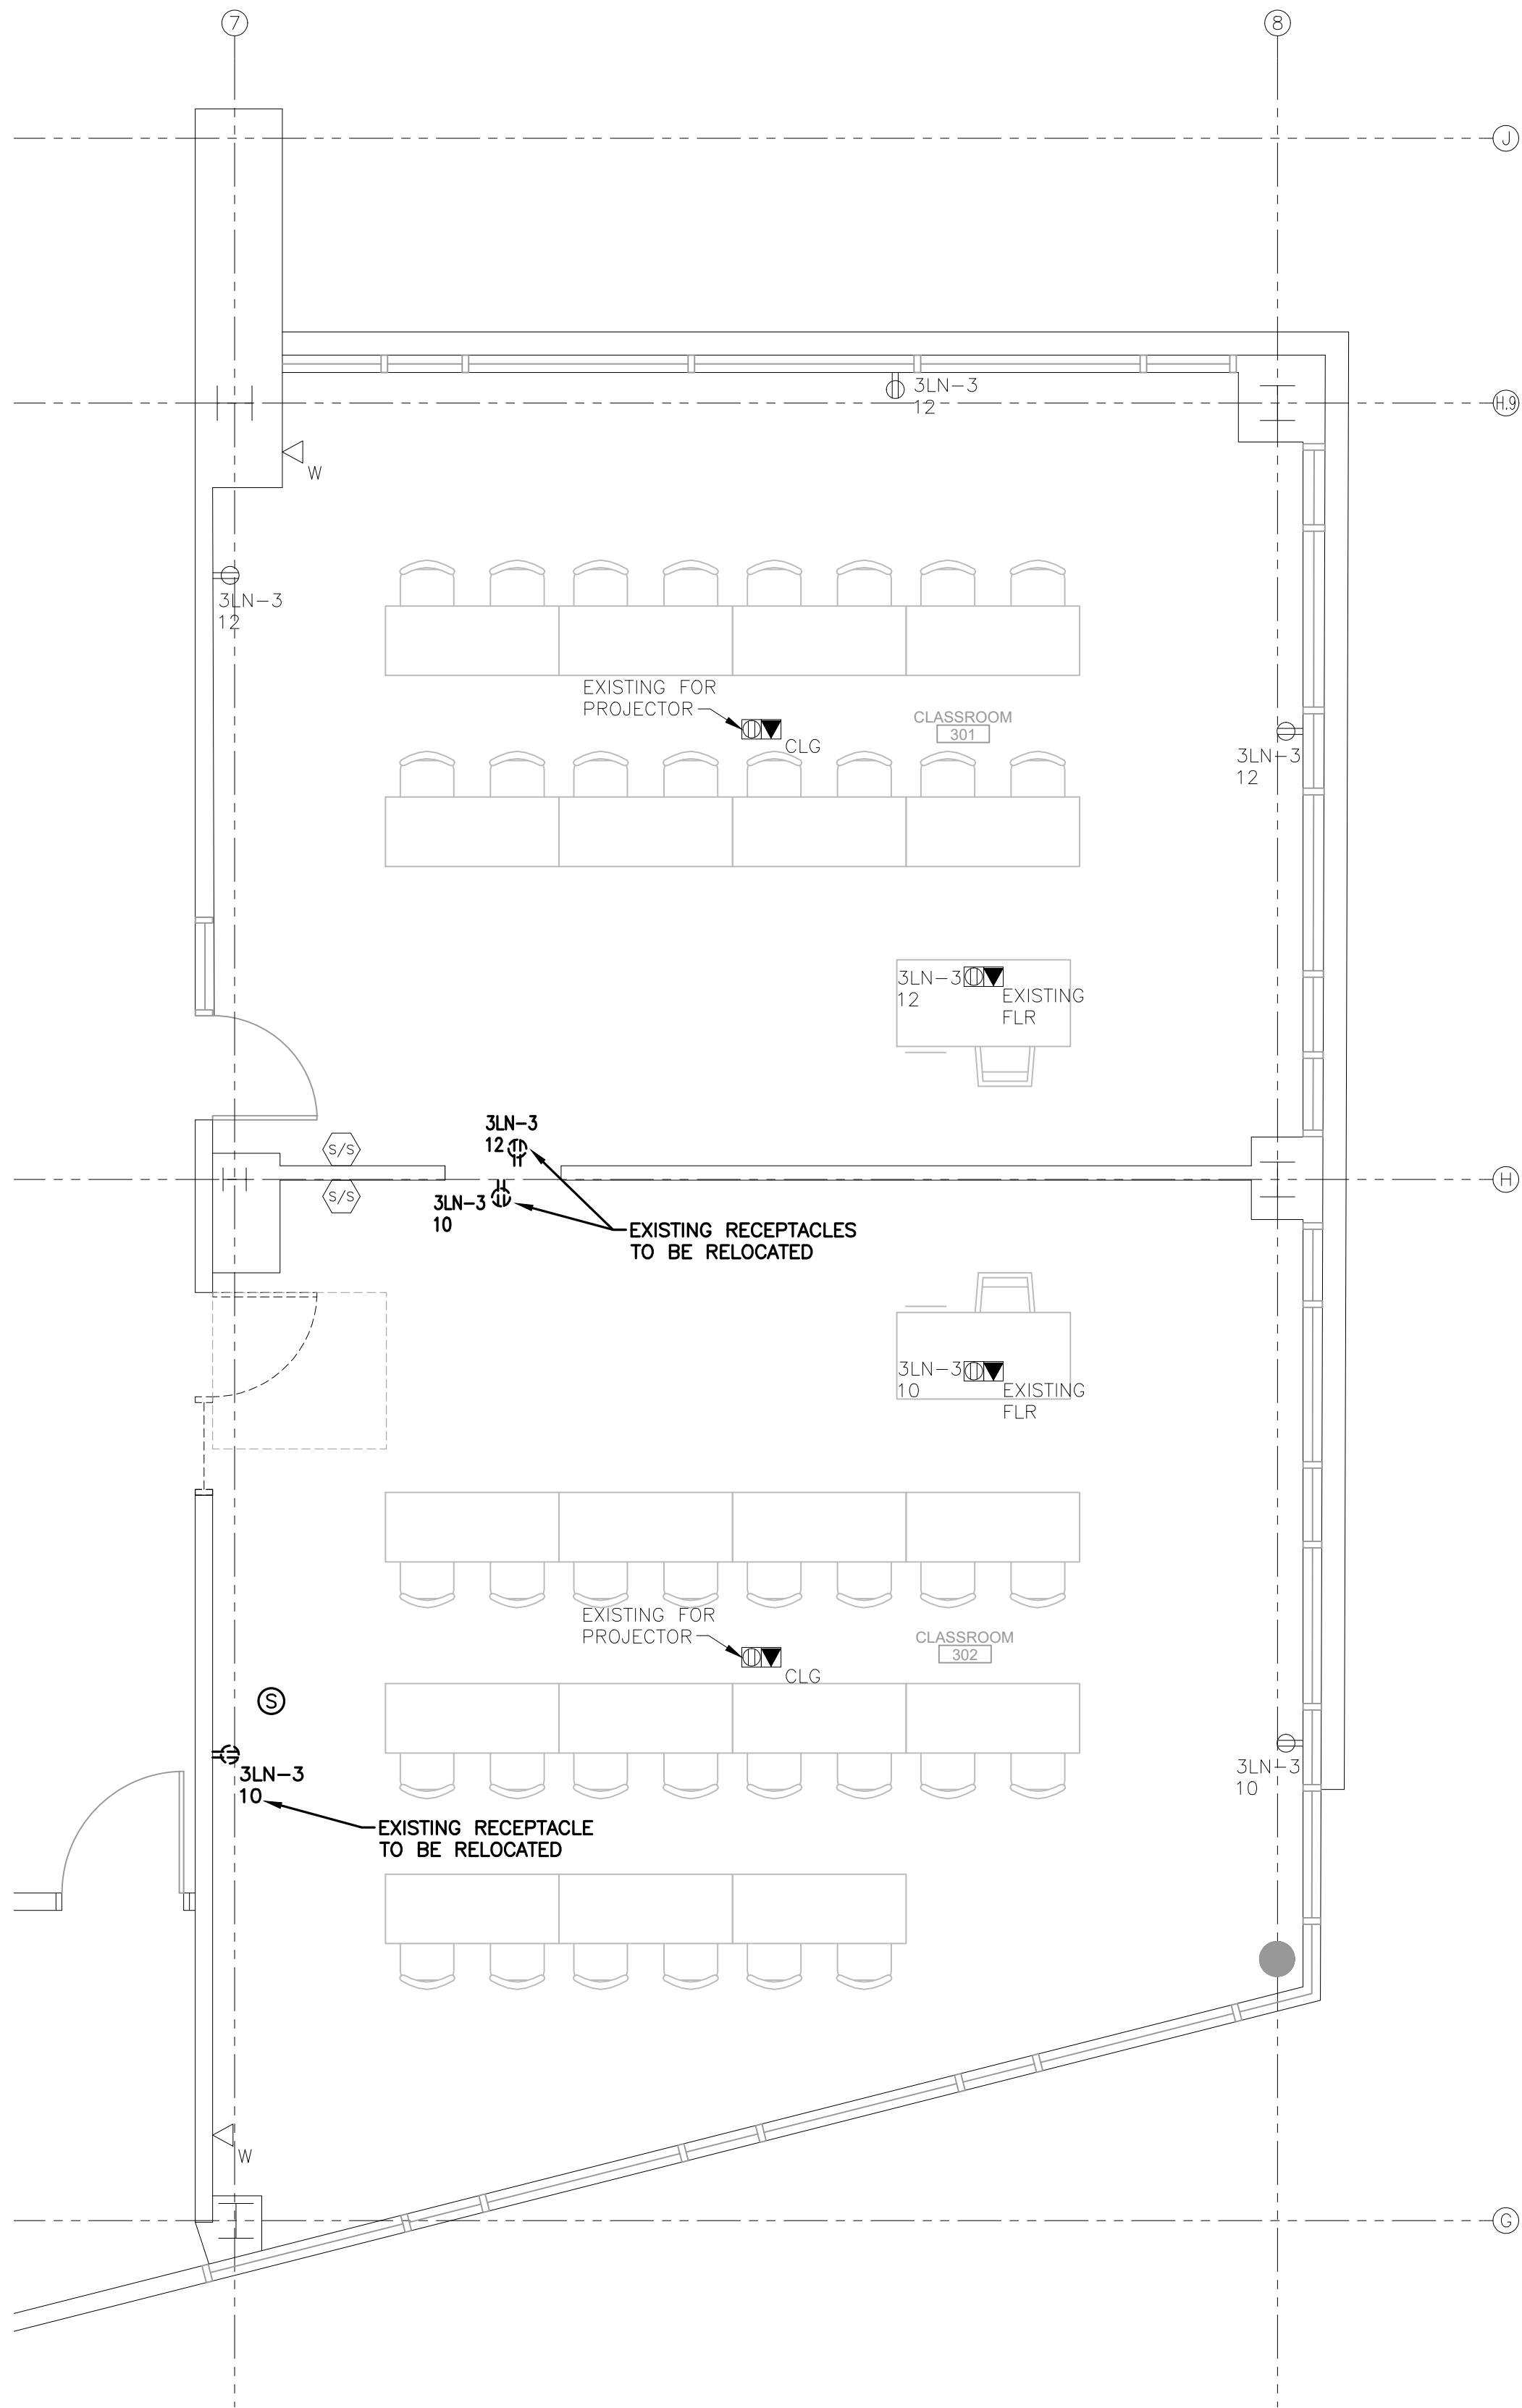 7
8
J
3LN-3
12
H.9
W
3LN-3
12
EXISTING FOR
PROJECTOR
CLG
CLASSROOM
301
3LN-3
12
3LN-3
12
EXISTING
FLR
3LN-3
12
S/S
H
S/S
3LN-3
10
EXISTING RECEPTACLES
TO BE RELOCATED
3LN-3
10
EXISTING
FLR
EXISTING FOR
PROJECTOR
CLG
CLASSROOM
302
S
3LN-3
10
3LN-3
10
EXISTING RECEPTACLE
TO BE RELOCATED
W
G